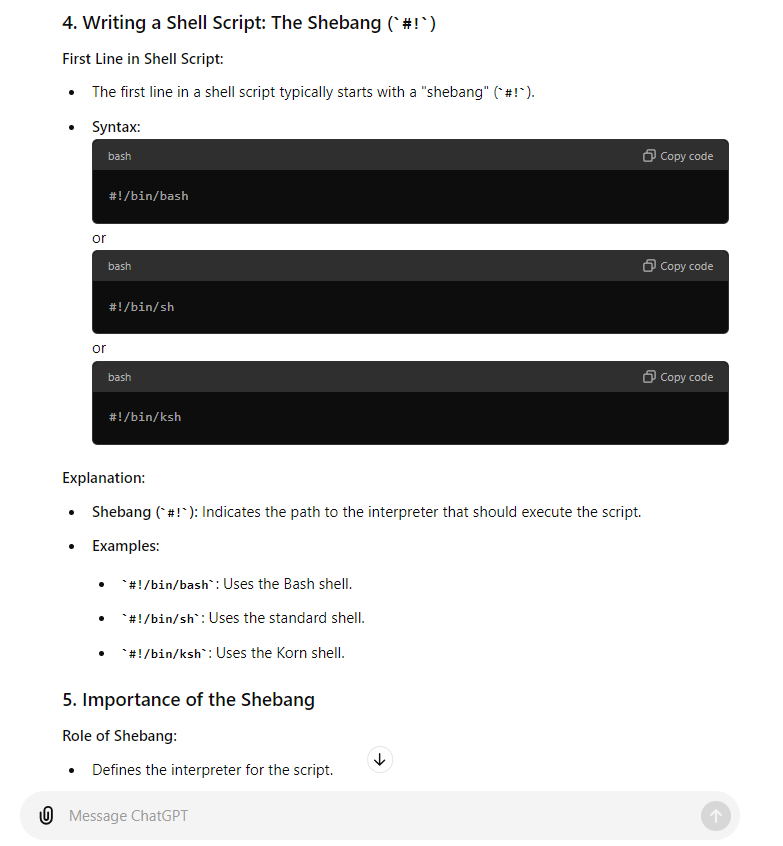 4. Writing a Shell Script: The Shebang (`#!`)
First Line in Shell Script:
• The first line in a shell script typically starts with a "shebang" (`#!`).
• Syntax:
bash Copy code
#!/bin/bash
or
bash Copy code
#!/bin/sh
or
bash Copy code
#!/bin/ksh
Explanation:
• Shebang (`#!`): Indicates the path to the interpreter that should execute the script.
• Examples:
• `#!/bin/bash`: Uses the Bash shell.
• `#!/bin/sh`: Uses the standard shell.
• `#!/bin/ksh`: Uses the Korn shell.
5. Importance of the Shebang
Role of Shebang:
• Defines the interpreter for the script.
Message ChatGPT